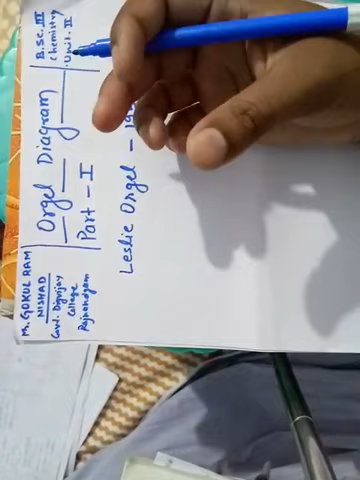 M. GOKUL RAM
NISHAD
Govt. Digvijay
College
Rajnandgaon
Orgel Diagram
Part - I
B.Sc. III
chemistry
Unit. II
Leslie Orgel -